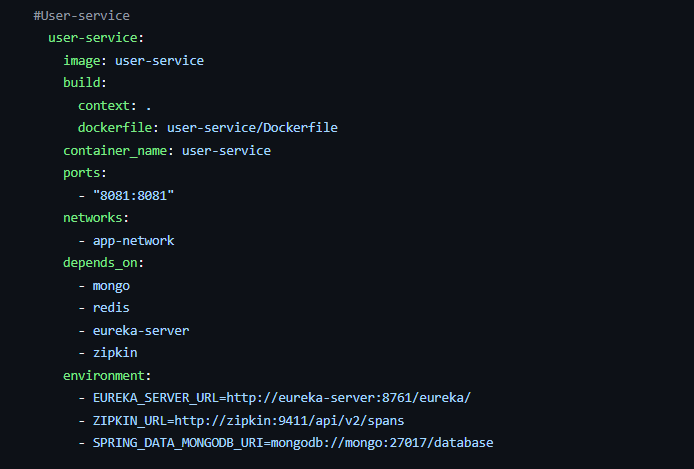 #User-service
user-service:
image: user-service
build:
context: .
dockerfile: user-service/Dockerfile
container_name: user-service
ports:
- "8081:8081"
networks:
- app-network
depends_on:
- mongo
- redis
- eureka-server
- zipkin
environment:
- EUREKA_SERVER_URL=http://eureka-server:8761/eureka/
- ZIPKIN_URL=http://zipkin:9411/api/v2/spans
- SPRING_DATA_MONGODB_URI=mongodb://mongo:27017/database